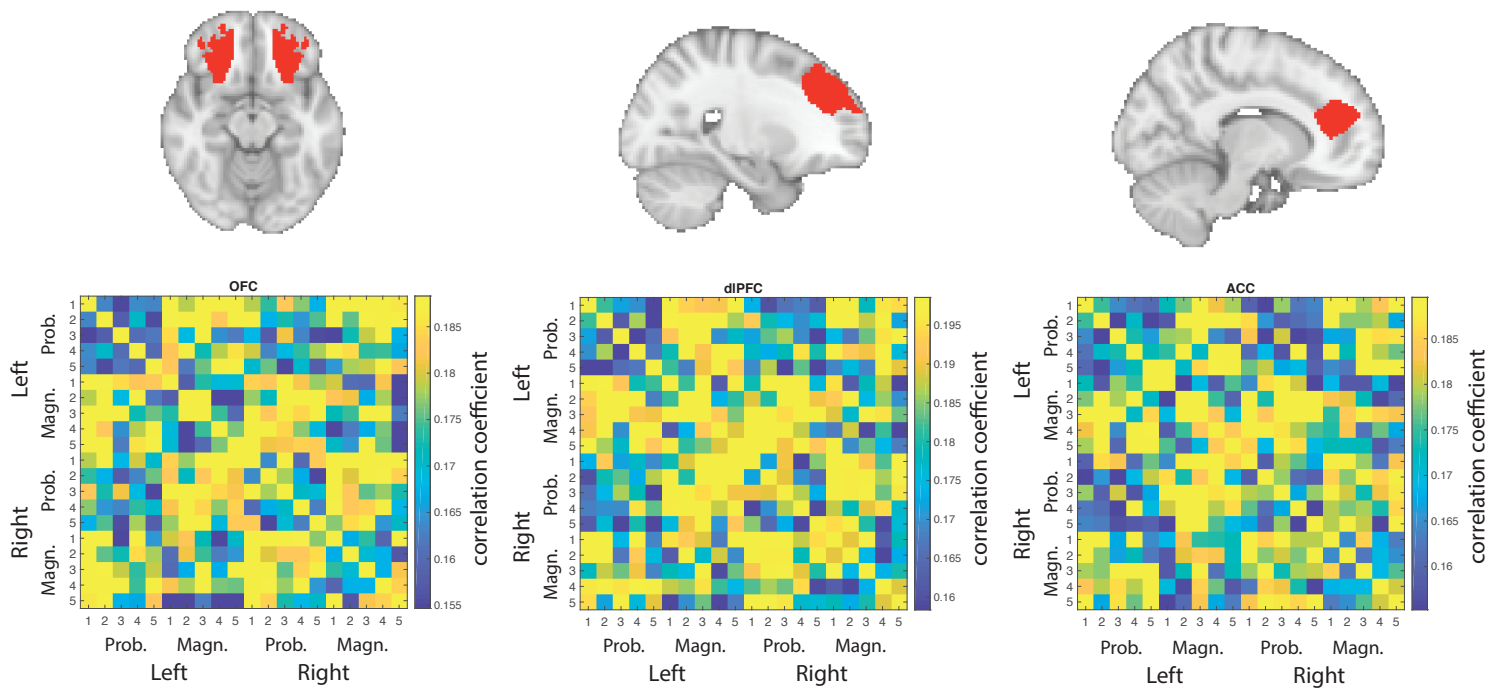 OFC
1 2 3 4 5 1 2 3 4 5 1 2 3 4 5 1 2 3 4 5
Prob.
Magn.
Left
Prob.
Magn.
Right
1 2 3 4 5 1 2 3 4 5 1 2 3 4 5 1 2 3 4 5
Prob. Magn. Prob. Magn.
Left Right
0.185
0.18
0.175
0.17
0.165
0.16
0.155
correlation coefficient
dlPFC
1 2 3 4 5 1 2 3 4 5 1 2 3 4 5 1 2 3 4 5
Prob.
Magn.
Left
Prob.
Magn.
Right
1 2 3 4 5 1 2 3 4 5 1 2 3 4 5 1 2 3 4 5
Prob. Magn. Prob. Magn.
Left Right
0.195
0.19
0.185
0.18
0.175
0.17
0.165
0.16
correlation coefficient
ACC
1 2 3 4 5 1 2 3 4 5 1 2 3 4 5 1 2 3 4 5
Prob.
Magn.
Left
Prob.
Magn.
Right
1 2 3 4 5 1 2 3 4 5 1 2 3 4 5 1 2 3 4 5
Prob. Magn. Prob. Magn.
Left Right
0.185
0.18
0.175
0.17
0.165
0.16
correlation coefficient